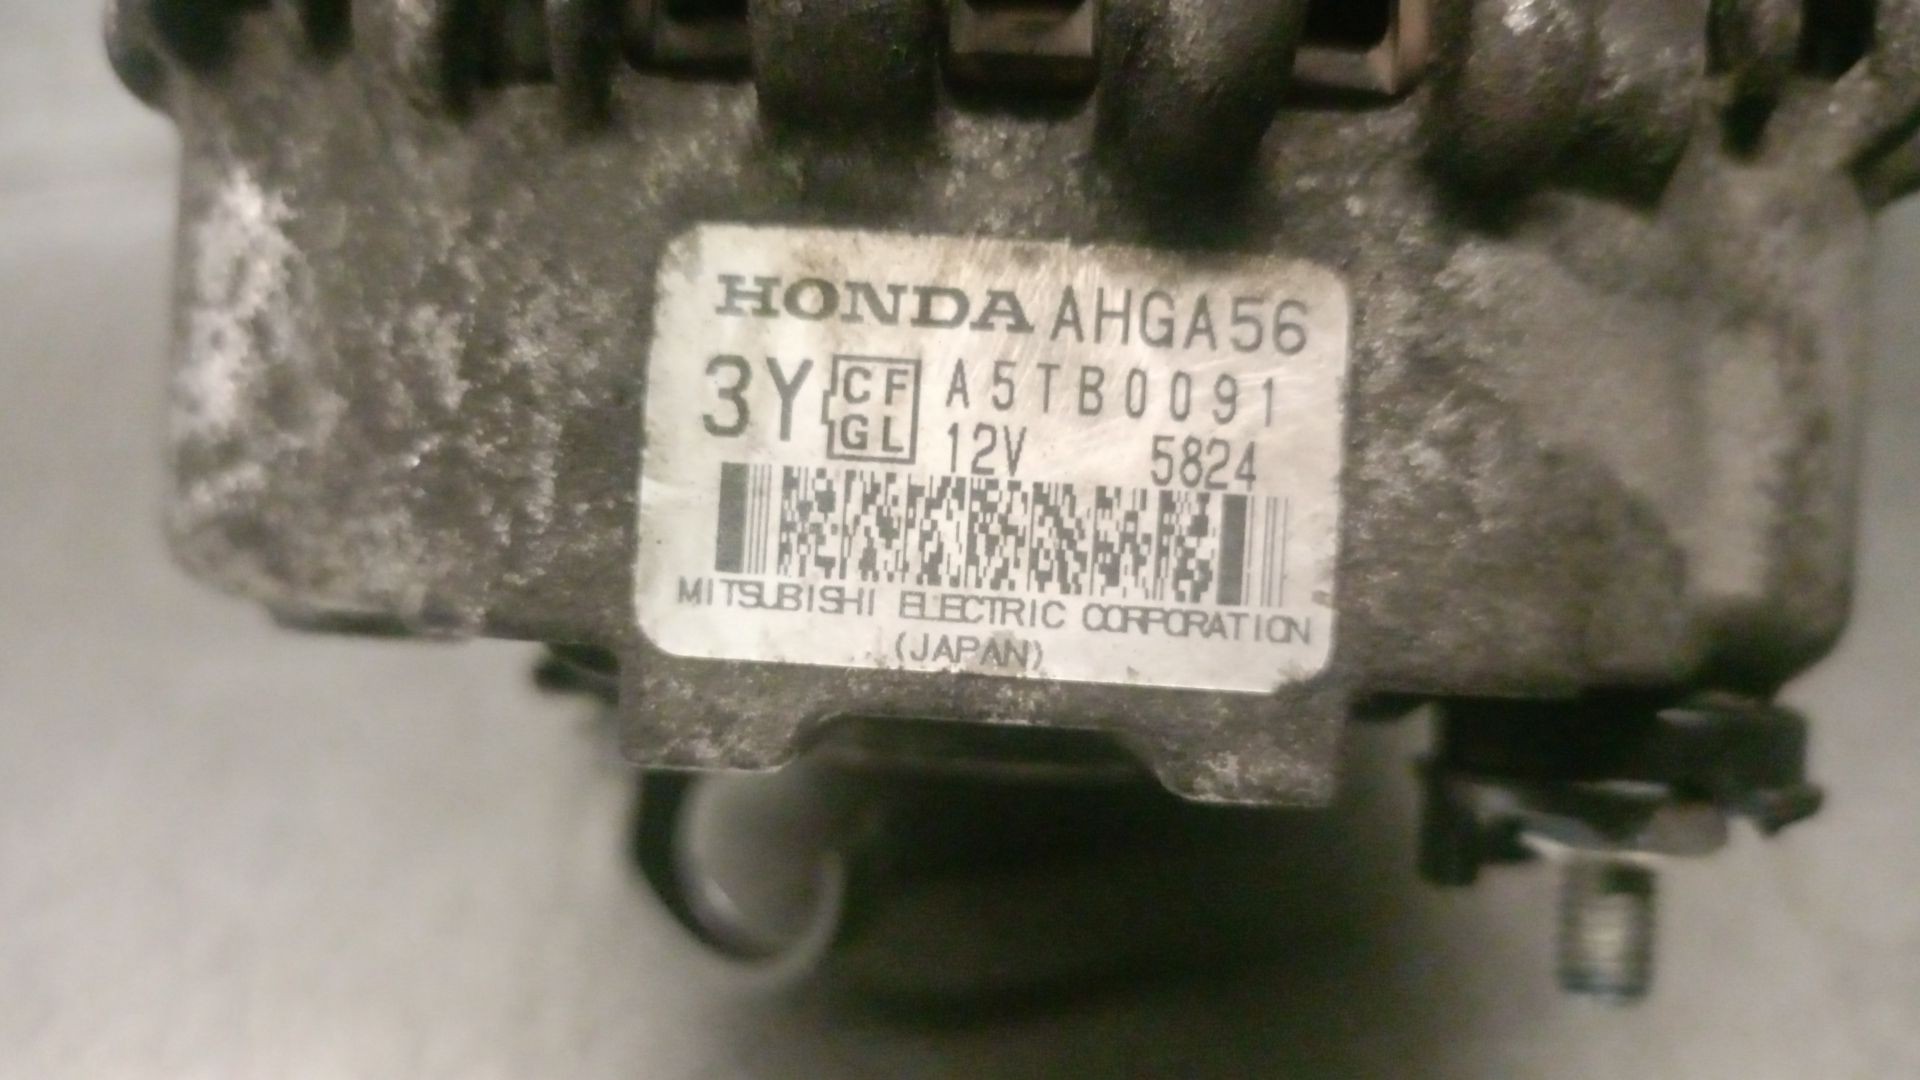 HONDA AHGA56
3Y CF A5TB0091
GL 12V 5824
MITSUBISHI ELECTRIC CORPORATION
(JAPAN)